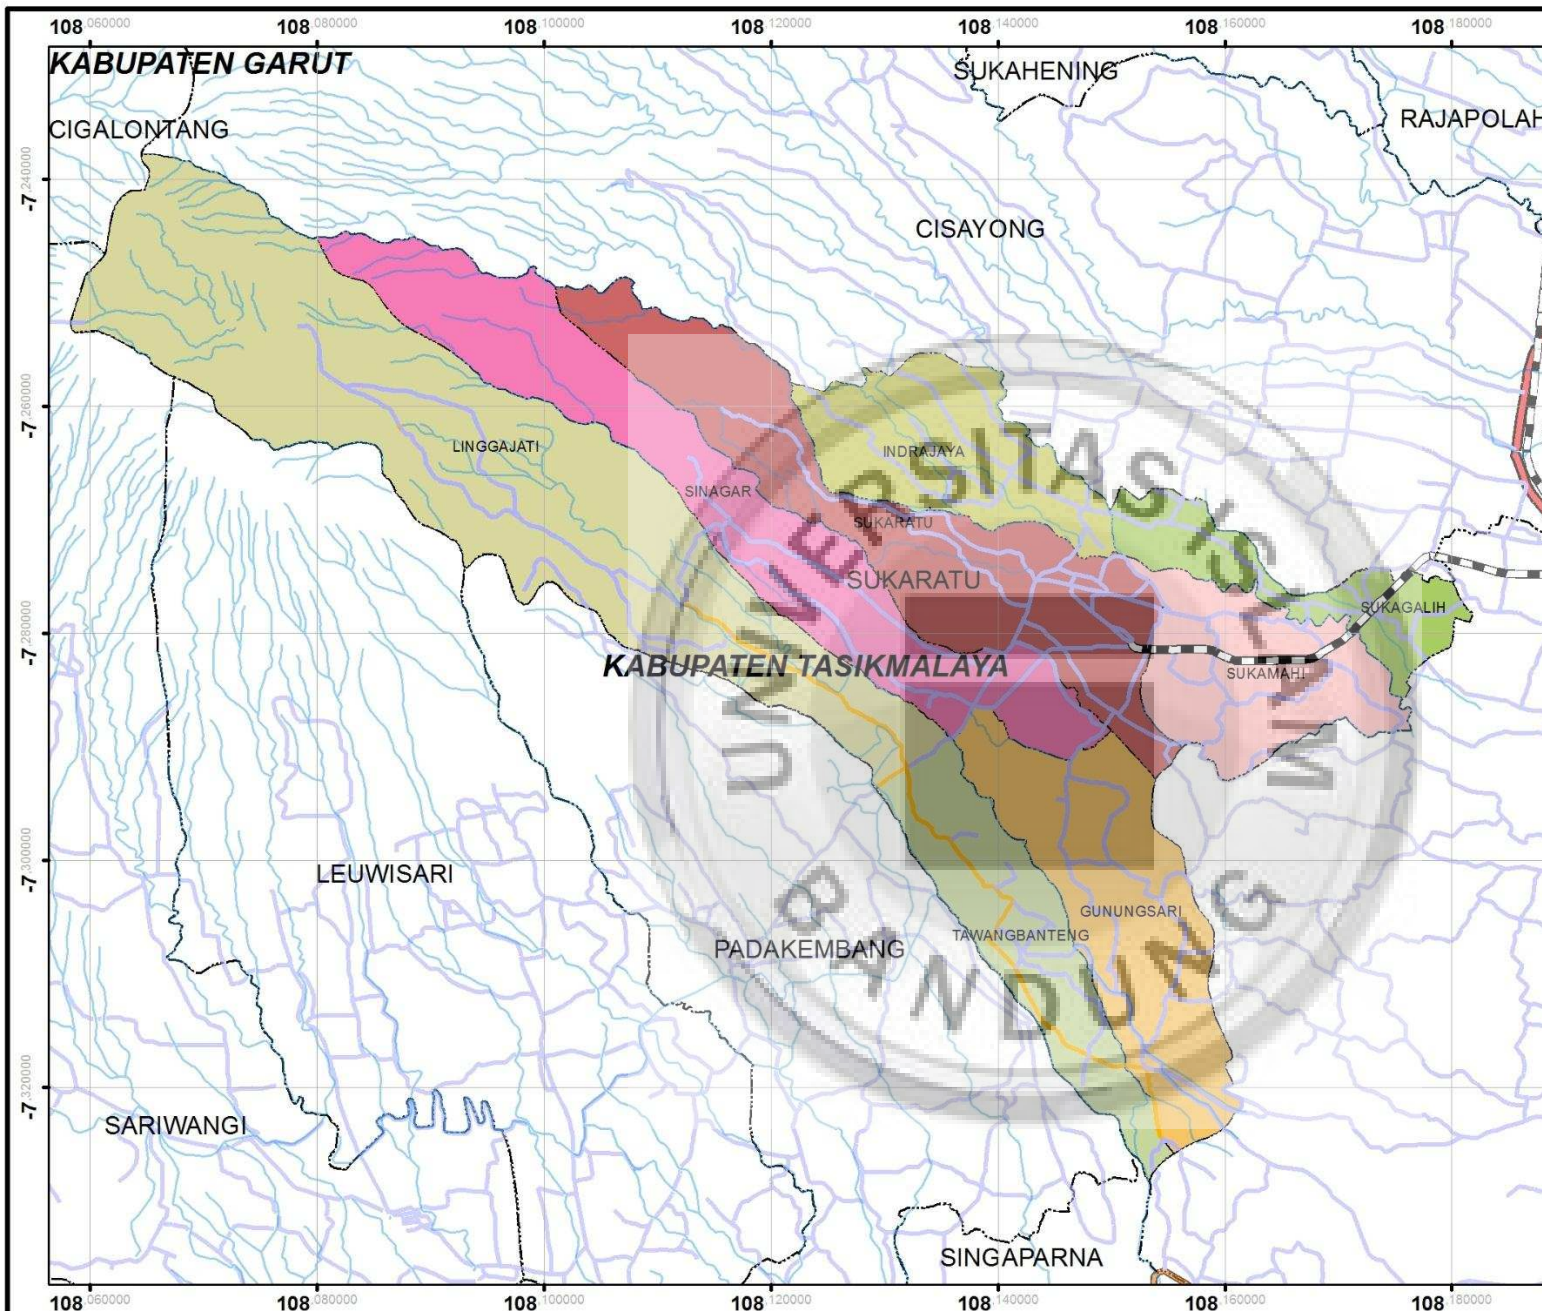 108.060000 108.080000 108.100000 108.120000 108.140000 108.160000 108.180000
KABUPATEN GARUT
SUKAHENING
RAJAPOLAH
CIGALONTANG
-7.240000
CISAYONG
-7.260000
LINGGAJATI
INDRAJAYA
SINAGAR
SUKARATU
SUKARATU
SUKAGALIH
-7.280000
KABUPATEN TASIKMALAYA
SUKAMAHI
UNIVERSITAS ISLAM
BANDUNG
-7.300000
LEUWISARI
GUNUNGSARI
TAWANGBANTENG
PADAKEMBANG
-7.320000
SARIWANGI
SINGAPARNA
108.060000 108.080000 108.100000 108.120000 108.140000 108.160000 108.180000